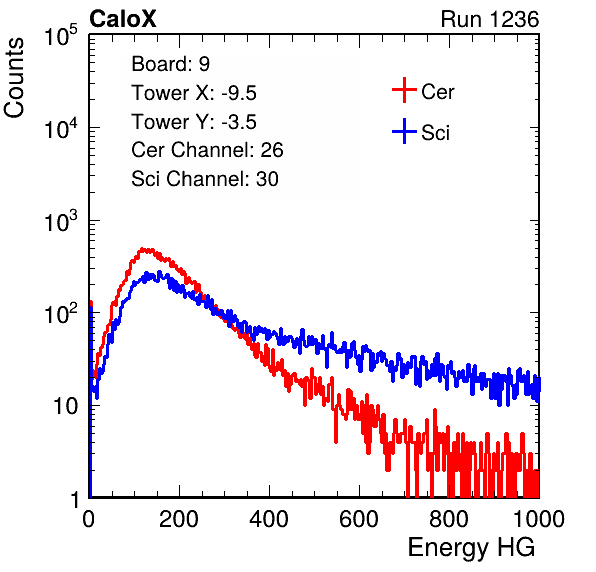 CaloX Run 1236
Counts
Board: 9
Tower X: -9.5
Tower Y: -3.5
Cer Channel: 26
Sci Channel: 30
Cer
Sci
10^5
10^4
10^3
10^2
10
1
0 200 400 600 800 1000
Energy HG